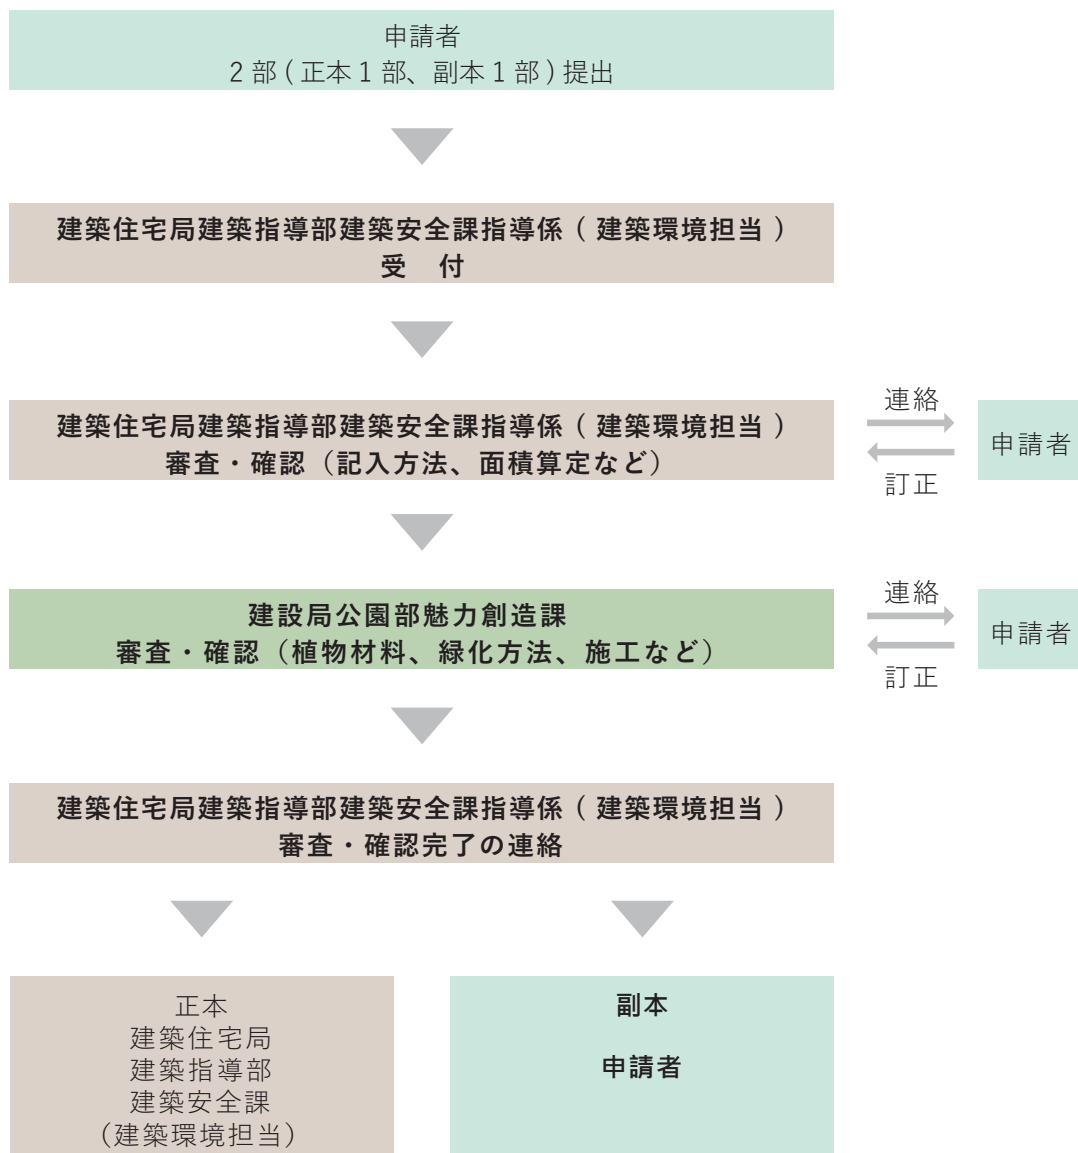 申請者
2部(正本1部、副本1部)提出
建築住宅局建築指導部建築安全課指導係(建築環境担当)
受　付
建築住宅局建築指導部建築安全課指導係(建築環境担当)
審査・確認（記入方法、面積算定など）
連絡
申請者
訂正
建設局公園部魅力創造課
審査・確認（植物材料、緑化方法、施工など）
連絡
申請者
訂正
建築住宅局建築指導部建築安全課指導係(建築環境担当)
審査・確認完了の連絡
正本
建築住宅局
建築指導部
建築安全課
（建築環境担当）
副本
申請者